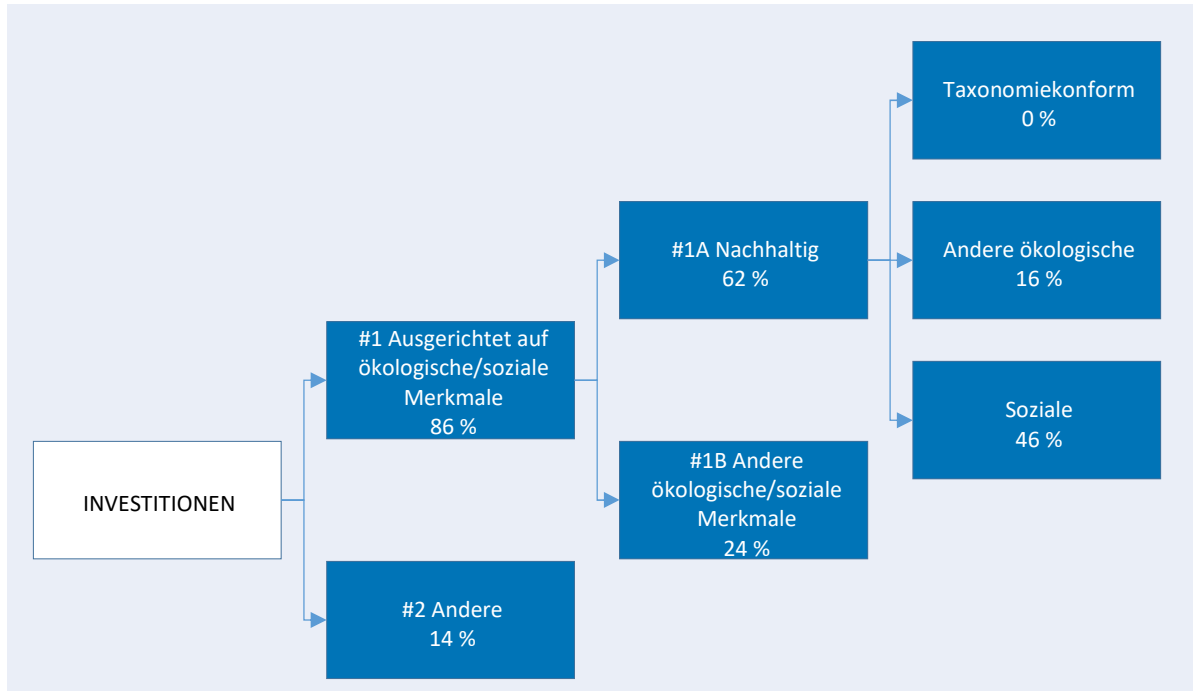 INVESTITIONEN
#1 Ausgerichtet auf
ökologische/soziale
Merkmale
86 %
#2 Andere
14 %
#1A Nachhaltig
62 %
#1B Andere
ökologische/soziale
Merkmale
24 %
Taxonomiekonform
0 %
Andere ökologische
16 %
Soziale
46 %